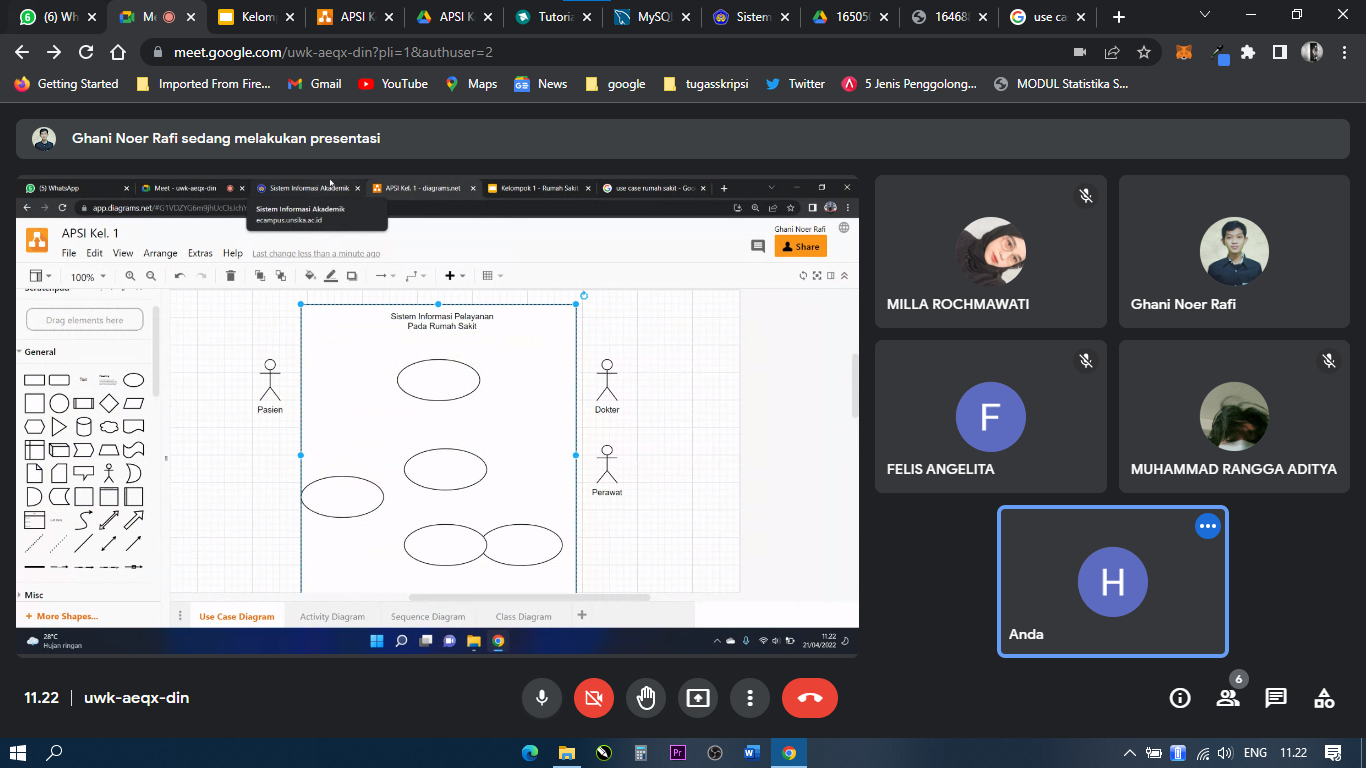 (6) Wh
Me
Kelom
APSI K
APSI K
Tutoria
MySQL
Sistem
16505
16468
use ca
meet.google.com/uwk-aeqx-din?pli=1&authuser=2
Getting Started
Imported From Fire...
Gmail
YouTube
Maps
News
google
tugasskripsi
Twitter
5 Jenis Penggolong...
MODUL Statistika S...
Ghani Noer Rafi sedang melakukan presentasi
(5) WhatsApp
Meet - uwk-aeqx-din
Sistem Informasi Akademik
APSI Kel. 1 - diagrams.net
Kelompok 1 - Rumah Sakit
use case rumah sakit - Goo
Sistem Informasi Akademik
ecampus.unsika.ac.id
APSI Kel. 1
Ghani Noer Rafi
File Edit View Arrange Extras Help Last change less than a minute ago
Share
100%
Scratchpad
Drag elements here
General
Text
Misc
+ More Shapes...
Sistem Informasi Pelayanan
Pada Rumah Sakit
Pasien
Dokter
Perawat
Use Case Diagram
Activity Diagram
Sequence Diagram
Class Diagram
28°C
Hujan ringan
11.22
21/04/2022
MILLA ROCHMAWATI
Ghani Noer Rafi
F
FELIS ANGELITA
MUHAMMAD RANGGA ADITYA
H
Anda
11.22 | uwk-aeqx-din
6
Pr
ENG 11.22